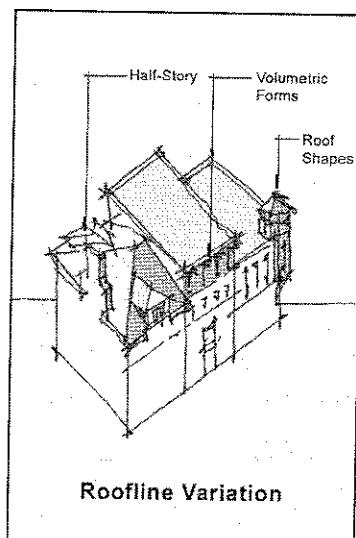 Half-Story
Volumetric
Forms
Roof
Shapes
Roofline Variation